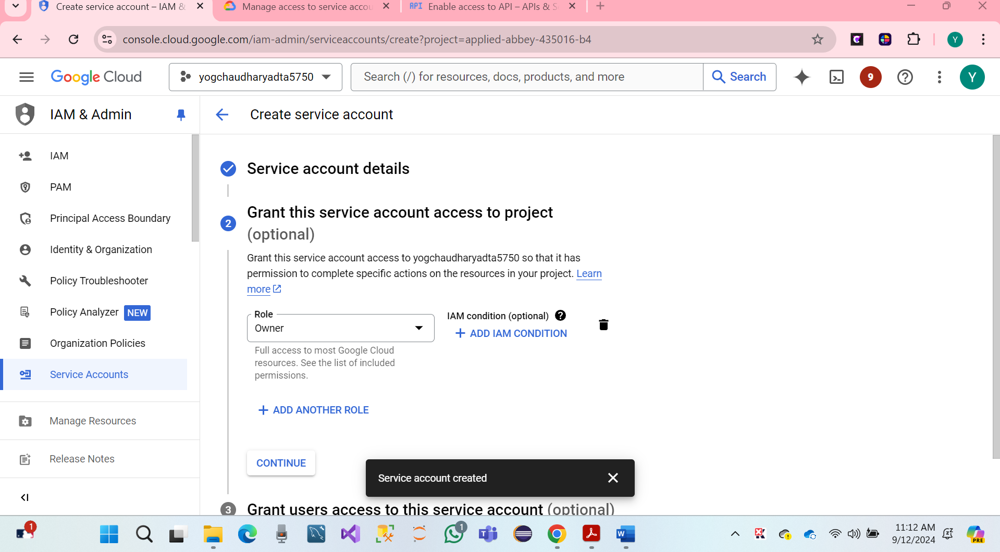 Create service account – IAM &
Manage access to service accou
API Enable access to API – APIs & S
console.cloud.google.com/iam-admin/serviceaccounts/create?project=applied-abbey-435016-b4
Y
Google Cloud
yogchaudharyadta5750
Search (/) for resources, docs, products, and more
Search
9
Y
IAM & Admin
Create service account
IAM
PAM
Principal Access Boundary
Identity & Organization
Policy Troubleshooter
Policy Analyzer NEW
Organization Policies
Service Accounts
Manage Resources
Release Notes
Service account details
2
Grant this service account access to project
(optional)
Grant this service account access to yogchaudharyadta5750 so that it has
permission to complete specific actions on the resources in your project. Learn
more
Role
Owner
IAM condition (optional)
ADD IAM CONDITION
Full access to most Google Cloud
resources. See the list of included
permissions.
ADD ANOTHER ROLE
CONTINUE
Service account created
3
Grant users access to this service account (optional)
1
1
11:12 AM
9/12/2024
PRE